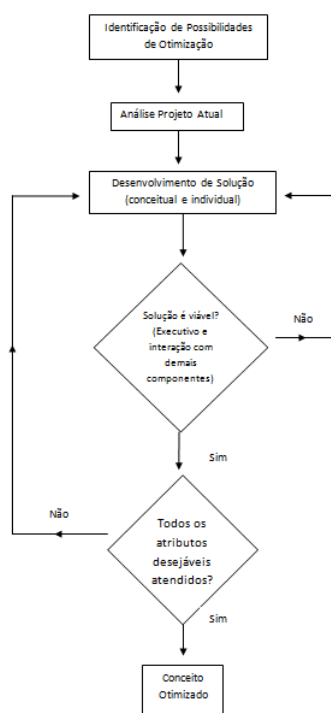 Identificação de Possibilidades
de Otimização
Análise Projeto Atual
Desenvolvimento de Solução
(conceitual e individual)
Solução é viável?
(Executivo e
interação com
demais
componentes)
Não
Sim
Não
Todos os
atributos
desejáveis
atendidos?
Sim
Conceito
Otimizado